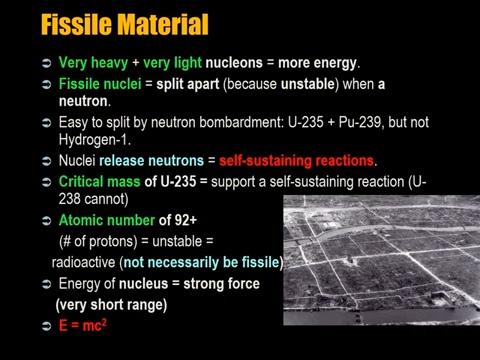 Fissile Material
Very heavy + very light nucleons = more energy.
Fissile nuclei = split apart (because unstable) when a
neutron.
Easy to split by neutron bombardment: U-235 + Pu-239, but not
Hydrogen-1.
Nuclei release neutrons = self-sustaining reactions.
Critical mass of U-235 = support a self-sustaining reaction (U-
238 cannot)
Atomic number of 92+
(# of protons) = unstable =
radioactive (not necessarily be fissile)
Energy of nucleus = strong force
(very short range)
E = mc²